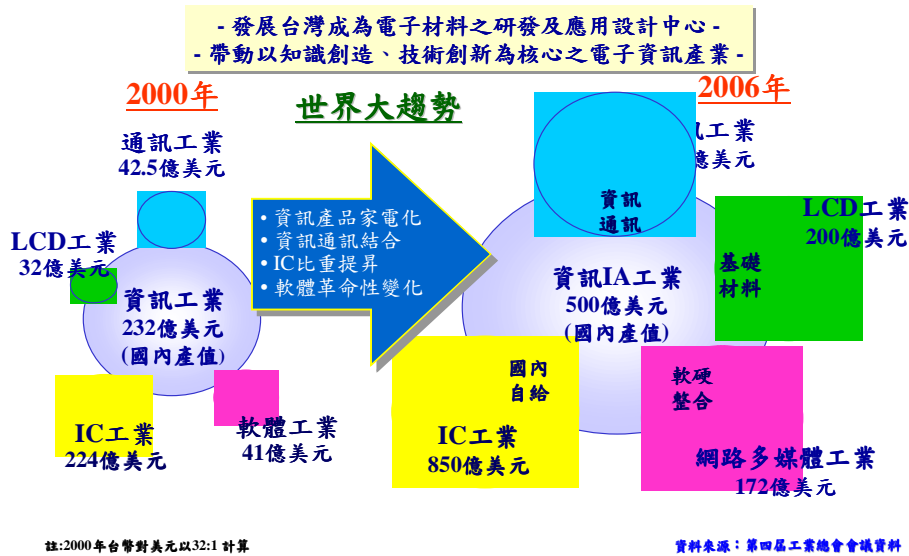 - 發展台灣成為電子材料之研發及應用設計中心 -
- 帶動以知識創造、技術創新為核心之電子資訊產業 -
2000年
世界大趨勢
2006年
通訊工業
42.5億美元
LCD工業
32億美元
資訊工業
232億美元
(國內產值)
IC工業
224億美元
軟體工業
41億美元
• 資訊產品家電化
• 資訊通訊結合
• IC比重提昇
• 軟體革命性變化
工業
億美元
資訊
通訊
LCD工業
200億美元
基礎
材料
資訊IA工業
500億美元
(國內產值)
國內
自給
IC工業
850億美元
軟硬
整合
網路多媒體工業
172億美元
註:2000年台幣對美元以32:1 計算
資料來源：第四屆工業總會會議資料